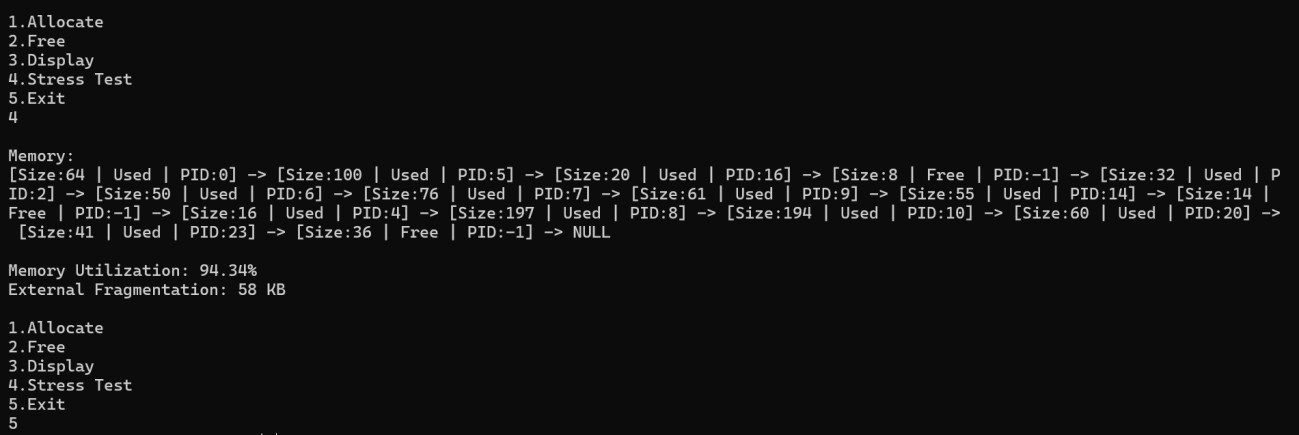 1.Allocate
2.Free
3.Display
4.Stress Test
5.Exit
4
Memory:
[Size:64 | Used | PID:0] -> [Size:100 | Used | PID:5] -> [Size:20 | Used | PID:16] -> [Size:8 | Free | PID:-1] -> [Size:32 | Used | P
ID:2] -> [Size:50 | Used | PID:6] -> [Size:76 | Used | PID:7] -> [Size:61 | Used | PID:9] -> [Size:55 | Used | PID:14] -> [Size:14 |
Free | PID:-1] -> [Size:16 | Used | PID:4] -> [Size:197 | Used | PID:8] -> [Size:194 | Used | PID:10] -> [Size:60 | Used | PID:20] ->
[Size:41 | Used | PID:23] -> [Size:36 | Free | PID:-1] -> NULL
Memory Utilization: 94.34%
External Fragmentation: 58 KB
1.Allocate
2.Free
3.Display
4.Stress Test
5.Exit
5